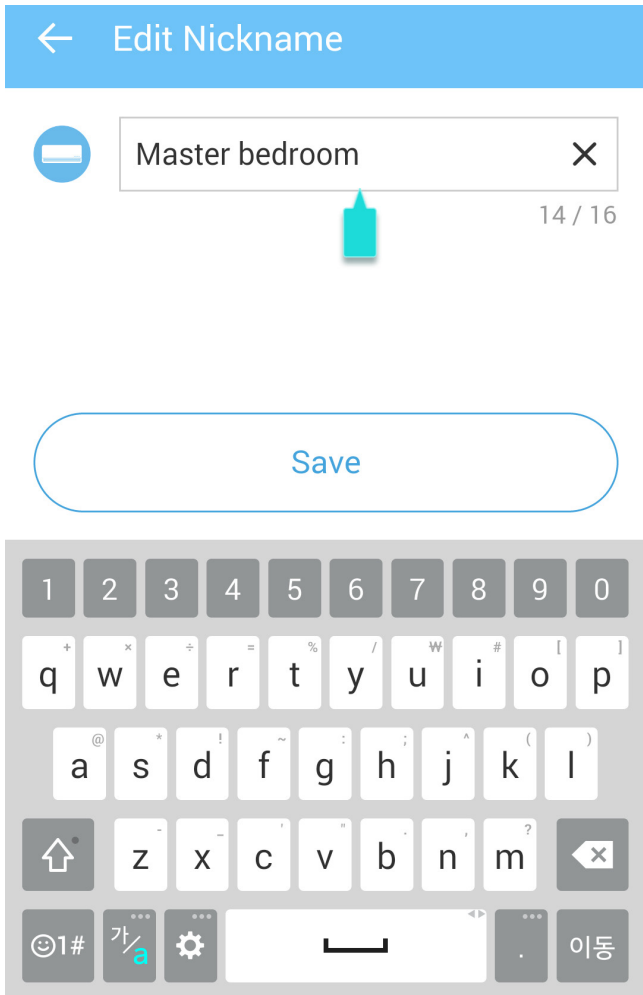 Edit Nickname
Master bedroom
14 / 16
Save
1 2 3 4 5 6 7 8 9 0
+ × ÷ = % / ₩ # [ ]
q w e r t y u i o p
@ * ! ~ : ; ^ ( )
a s d f g h j k l
- _ ' " . , ?
z x c v b n m
1# 가/a . 이동